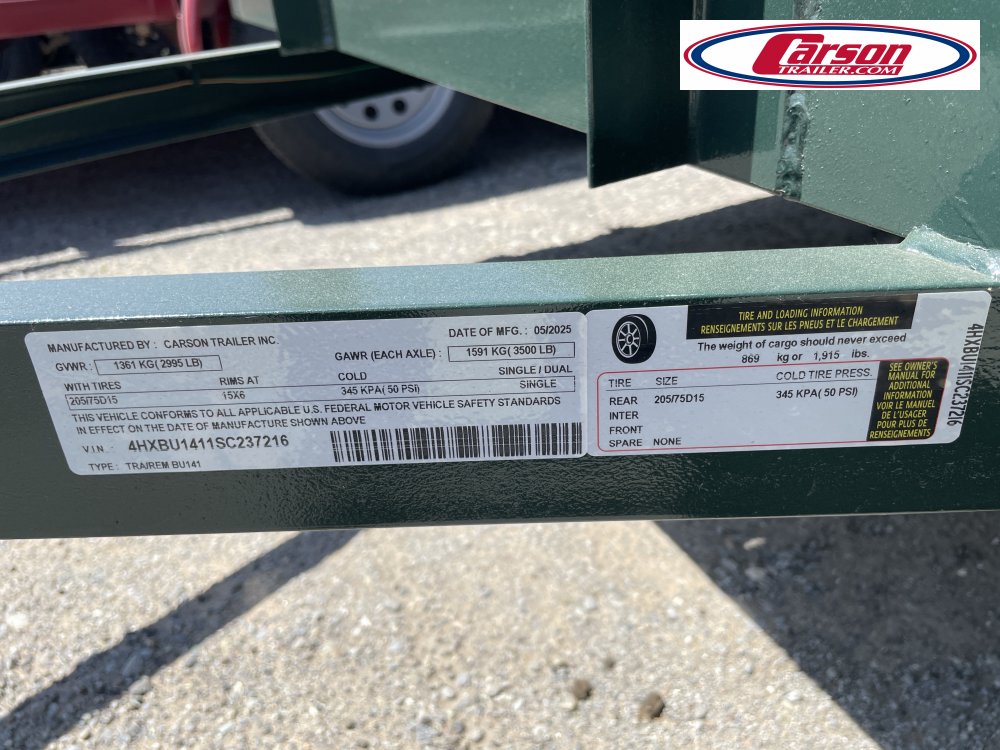 Carson
TRAILER.COM
MANUFACTURED BY : CARSON TRAILER INC.
DATE OF MFG. : 05/2025
GVWR : 1361 KG( 2995 LB)
GAWR (EACH AXLE) : 1591 KG( 3500 LB)
WITH TIRES RIMS AT COLD SINGLE / DUAL
205/75D15 15X6 345 KPA( 50 PSI) SINGLE
THIS VEHICLE CONFORMS TO ALL APPLICABLE U.S. FEDERAL MOTOR VEHICLE SAFETY STANDARDS
IN EFFECT ON THE DATE OF MANUFACTURE SHOWN ABOVE
V I N . : 4HXBU1411SC237216
TYPE : TRA/REM BU141
TIRE AND LOADING INFORMATION
RENSEIGNEMENTS SUR LES PNEUS ET LE CHARGEMENT
The weight of cargo should never exceed
869 kg or 1,915 lbs.
TIRE SIZE COLD TIRE PRESS.
REAR 205/75D15 345 KPA( 50 PSI)
INTER
FRONT
SPARE NONE
SEE OWNER'S
MANUAL FOR
ADDITIONAL
INFORMATION
VOIR LE MANUEL
DE L'USAGER
POUR PLUS DE
RENSEIGNEMENTS
4HXBU1411SC237216